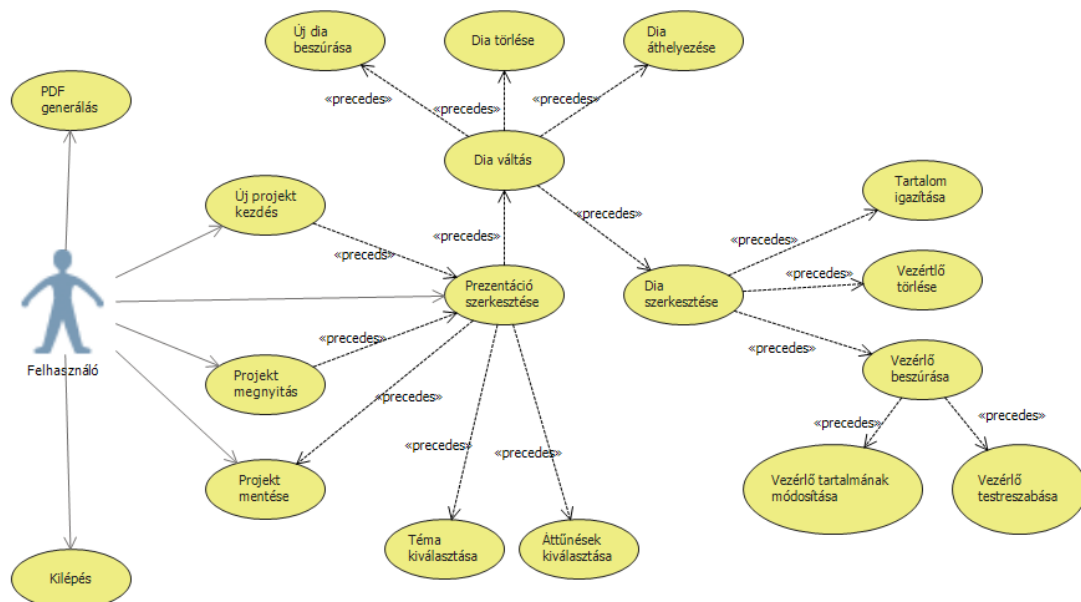 Új dia
beszúrása
Dia törlése
Dia
áthelyezése
PDF
generálás
«precedes»
«precedes»
«precedes»
Dia váltás
Új projekt
kezdés
Tartalom
igazítása
«precedes»
«precedes»
«preceds»
«precedes»
Prezentáció
szerkesztése
Dia
szerkesztése
«precedes»
Vezértlő
törlése
Felhasználó
«precedes»
«precedes»
Projekt
megnyitás
Vezérlő
beszúrása
«precedes»
«precedes»
«precedes»
«precedes»
«precedes»
Projekt
mentése
Vezérlő tartalmának
módosítása
Vezérlő
testreszabása
Téma
kiválasztása
Áttűnések
kiválasztása
Kilépés